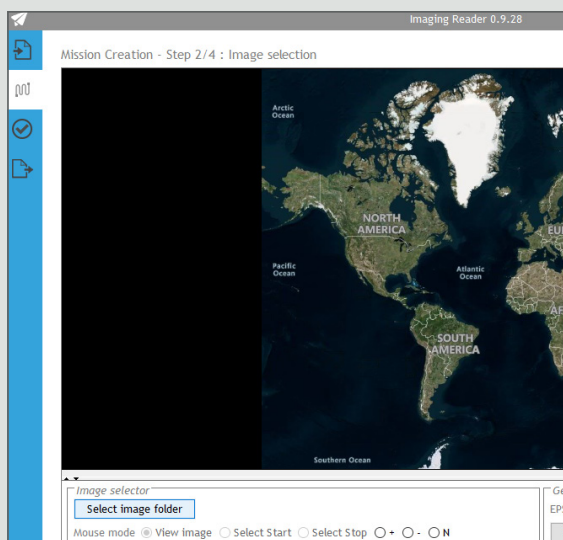 Imaging Reader 0.9.28
Mission Creation - Step 2/4 : Image selection
Arctic
Ocean
NORTH
AMERICA
Pacific
Ocean
Atlantic
Ocean
SOUTH
AMERICA
Southern Ocean
Image selector
Select image folder
Mouse mode View image Select Start Select Stop + - N